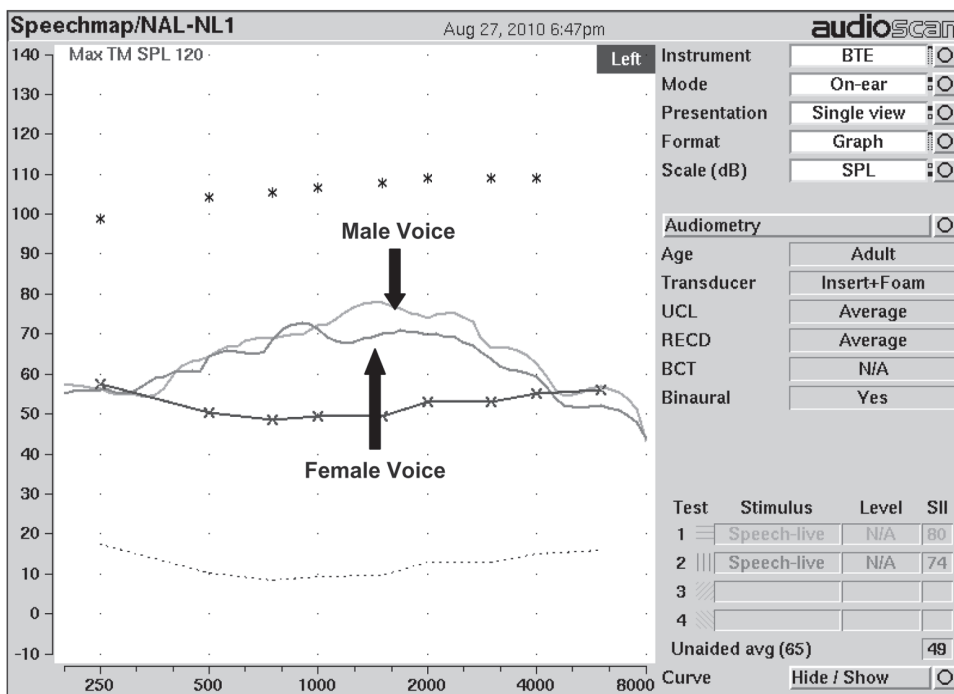 Speechmap/NAL-NL1 Aug 27, 2010 6:47pm audioscan
140 Max TM SPL 120 Left
130
120
110
100
90
80
70
60
50
40
30
20
10
0
-10
Male Voice
Female Voice
250 500 1000 2000 4000 8000
Instrument BTE
Mode On-ear
Presentation Single view
Format Graph
Scale (dB) SPL
Audiometry
Age Adult
Transducer Insert+Foam
UCL Average
RECD Average
BCT N/A
Binaural Yes
Test Stimulus Level SII
1 Speech-live N/A 80
2 Speech-live N/A 74
3
4
Unaided avg (65) 49
Curve Hide / Show